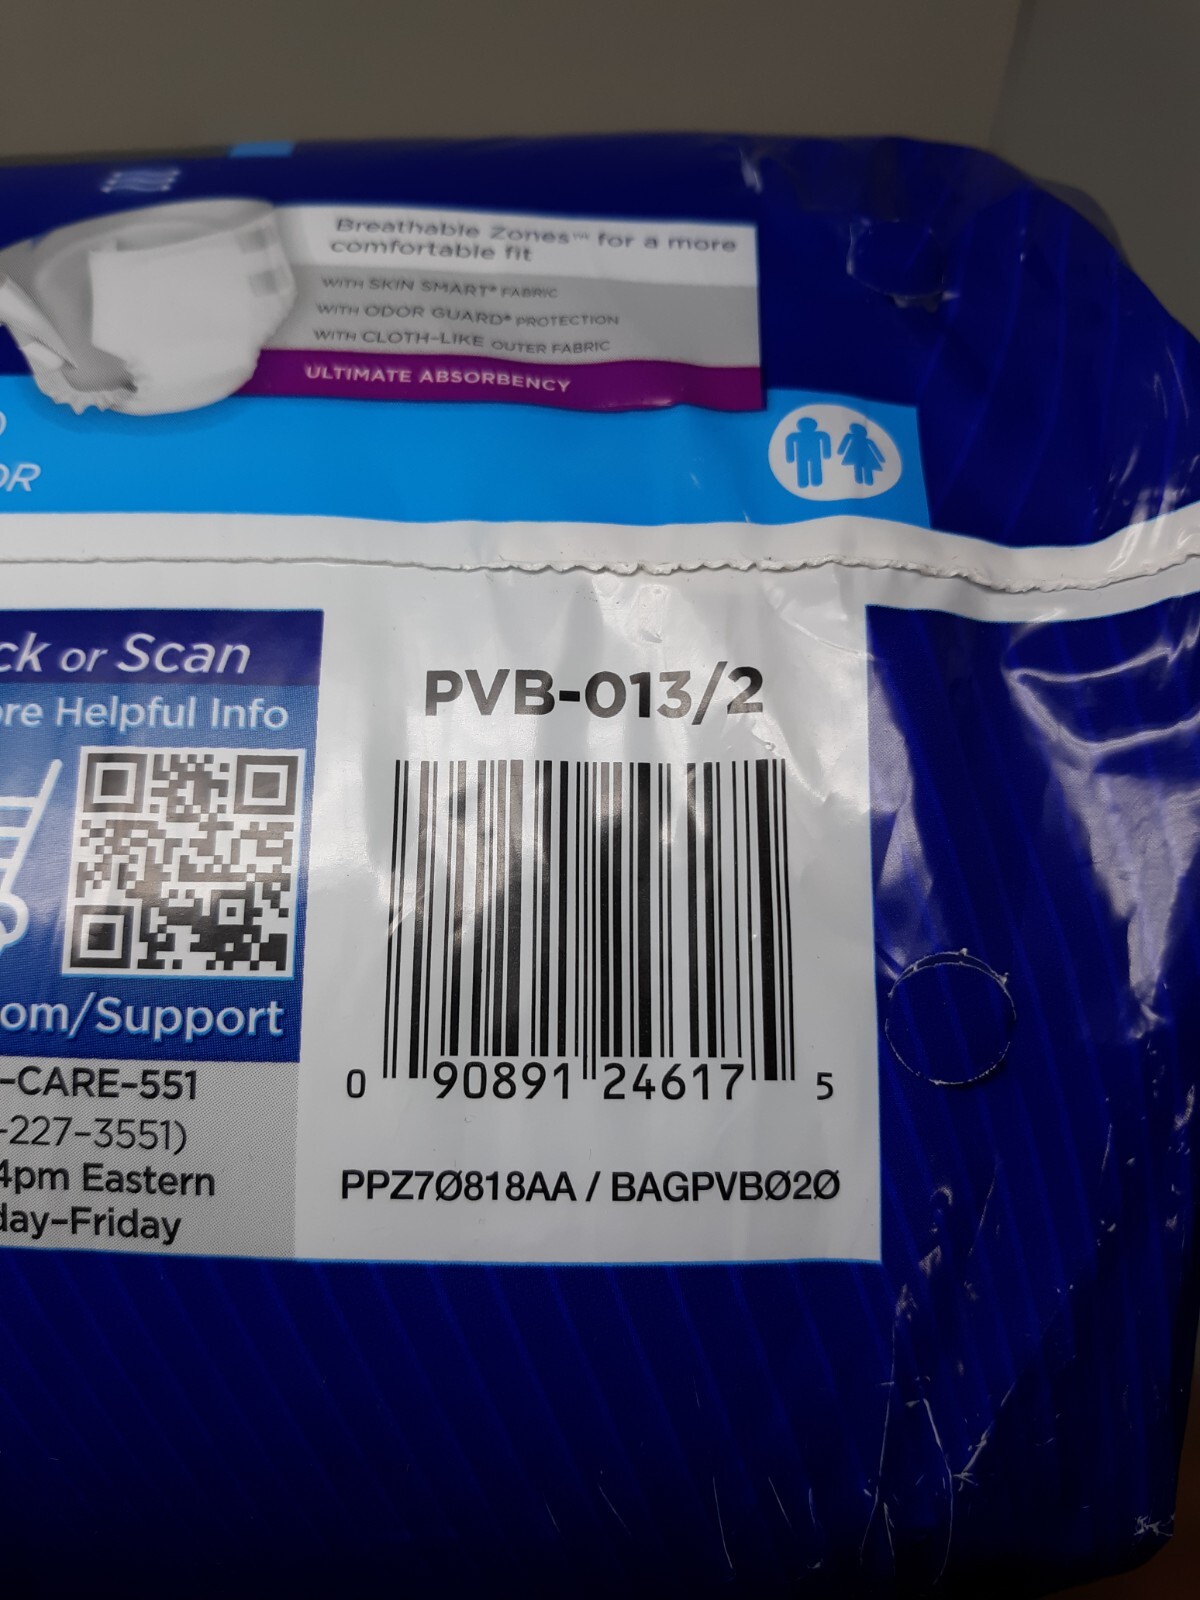 Breathable Zones™ for a more
comfortable fit
WITH SKIN SMART® FABRIC
WITH ODOR GUARD® PROTECTION
WITH CLOTH-LIKE OUTER FABRIC
ULTIMATE ABSORBENCY
OR
ck or Scan
ore Helpful Info
om/Support
-CARE-551
-227-3551)
4pm Eastern
day-Friday
PVB-013/2
0 90891 24617 5
PPZ7Ø818AA / BAGPVBØ2Ø